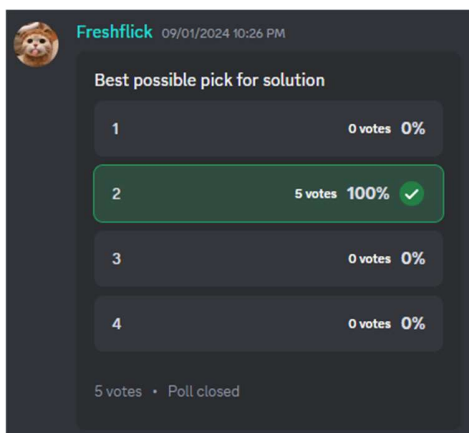 Freshflick 09/01/2024 10:26 PM
Best possible pick for solution
1 0 votes 0%
2 5 votes 100%
3 0 votes 0%
4 0 votes 0%
5 votes • Poll closed